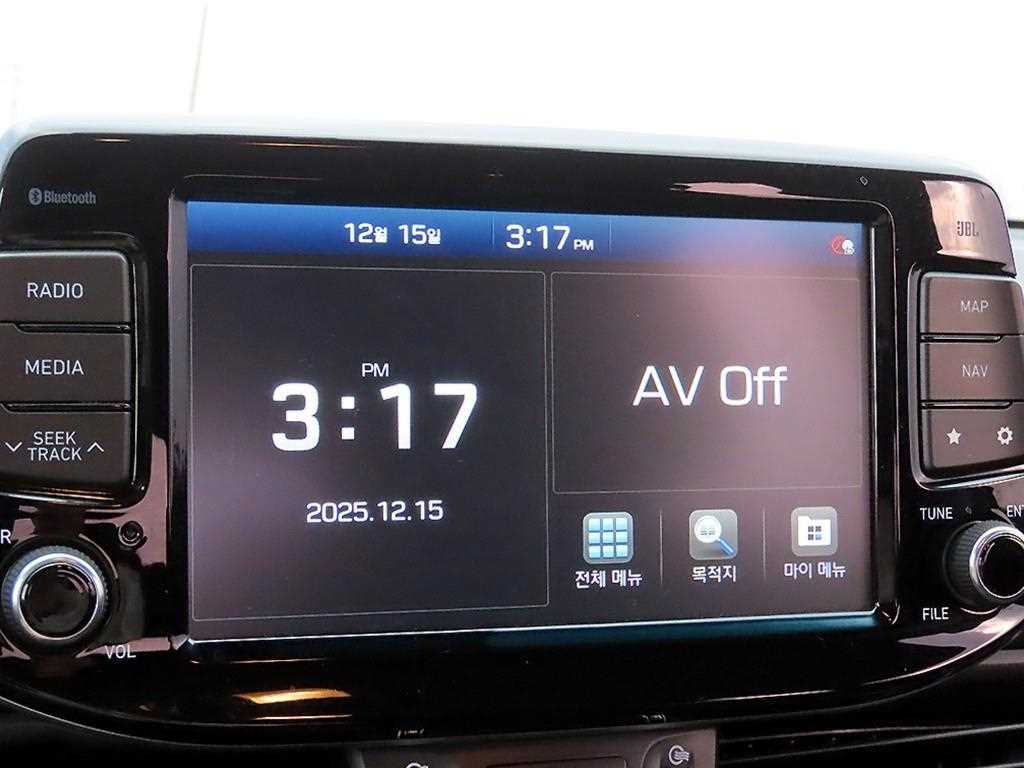 Bluetooth
JBL
12월 15일
3:17 PM
RADIO
MEDIA
SEEK
TRACK
PM
3:17
2025.12.15
AV Off
전체 메뉴
목적지
마이 메뉴
MAP
NAV
TUNE
FILE
VOL